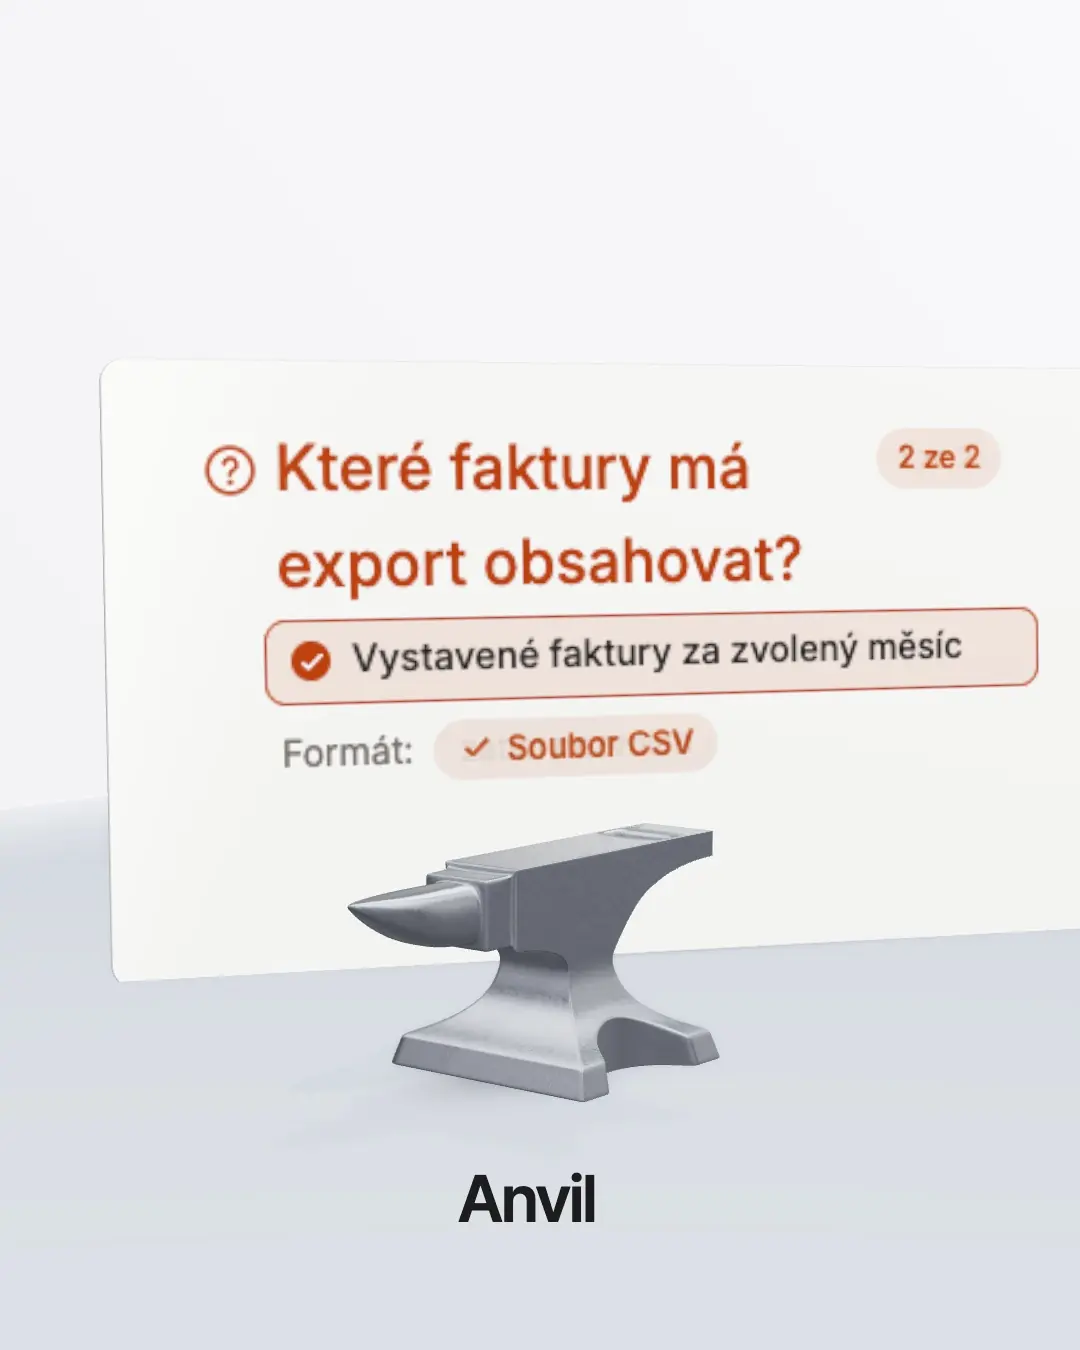 Které faktury má
export obsahovat?
2 ze 2
Vystavené faktury za zvolený měsíc
Formát: Soubor CSV
Anvil